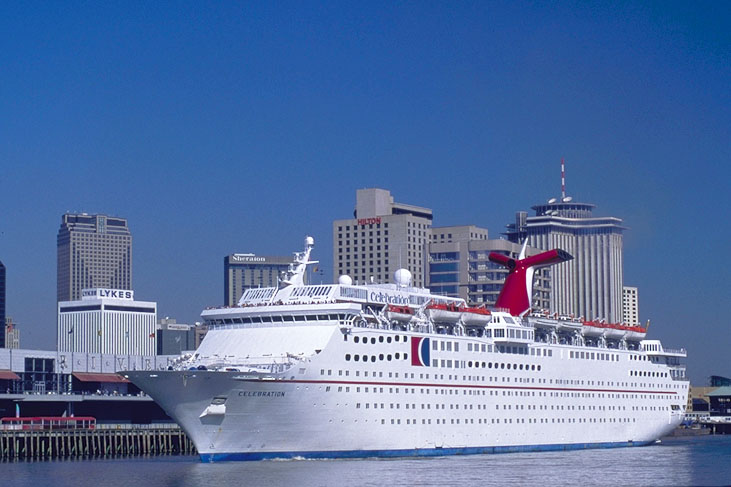 HILTON
Sheraton
LYKES
Celebration
CELEBRATION